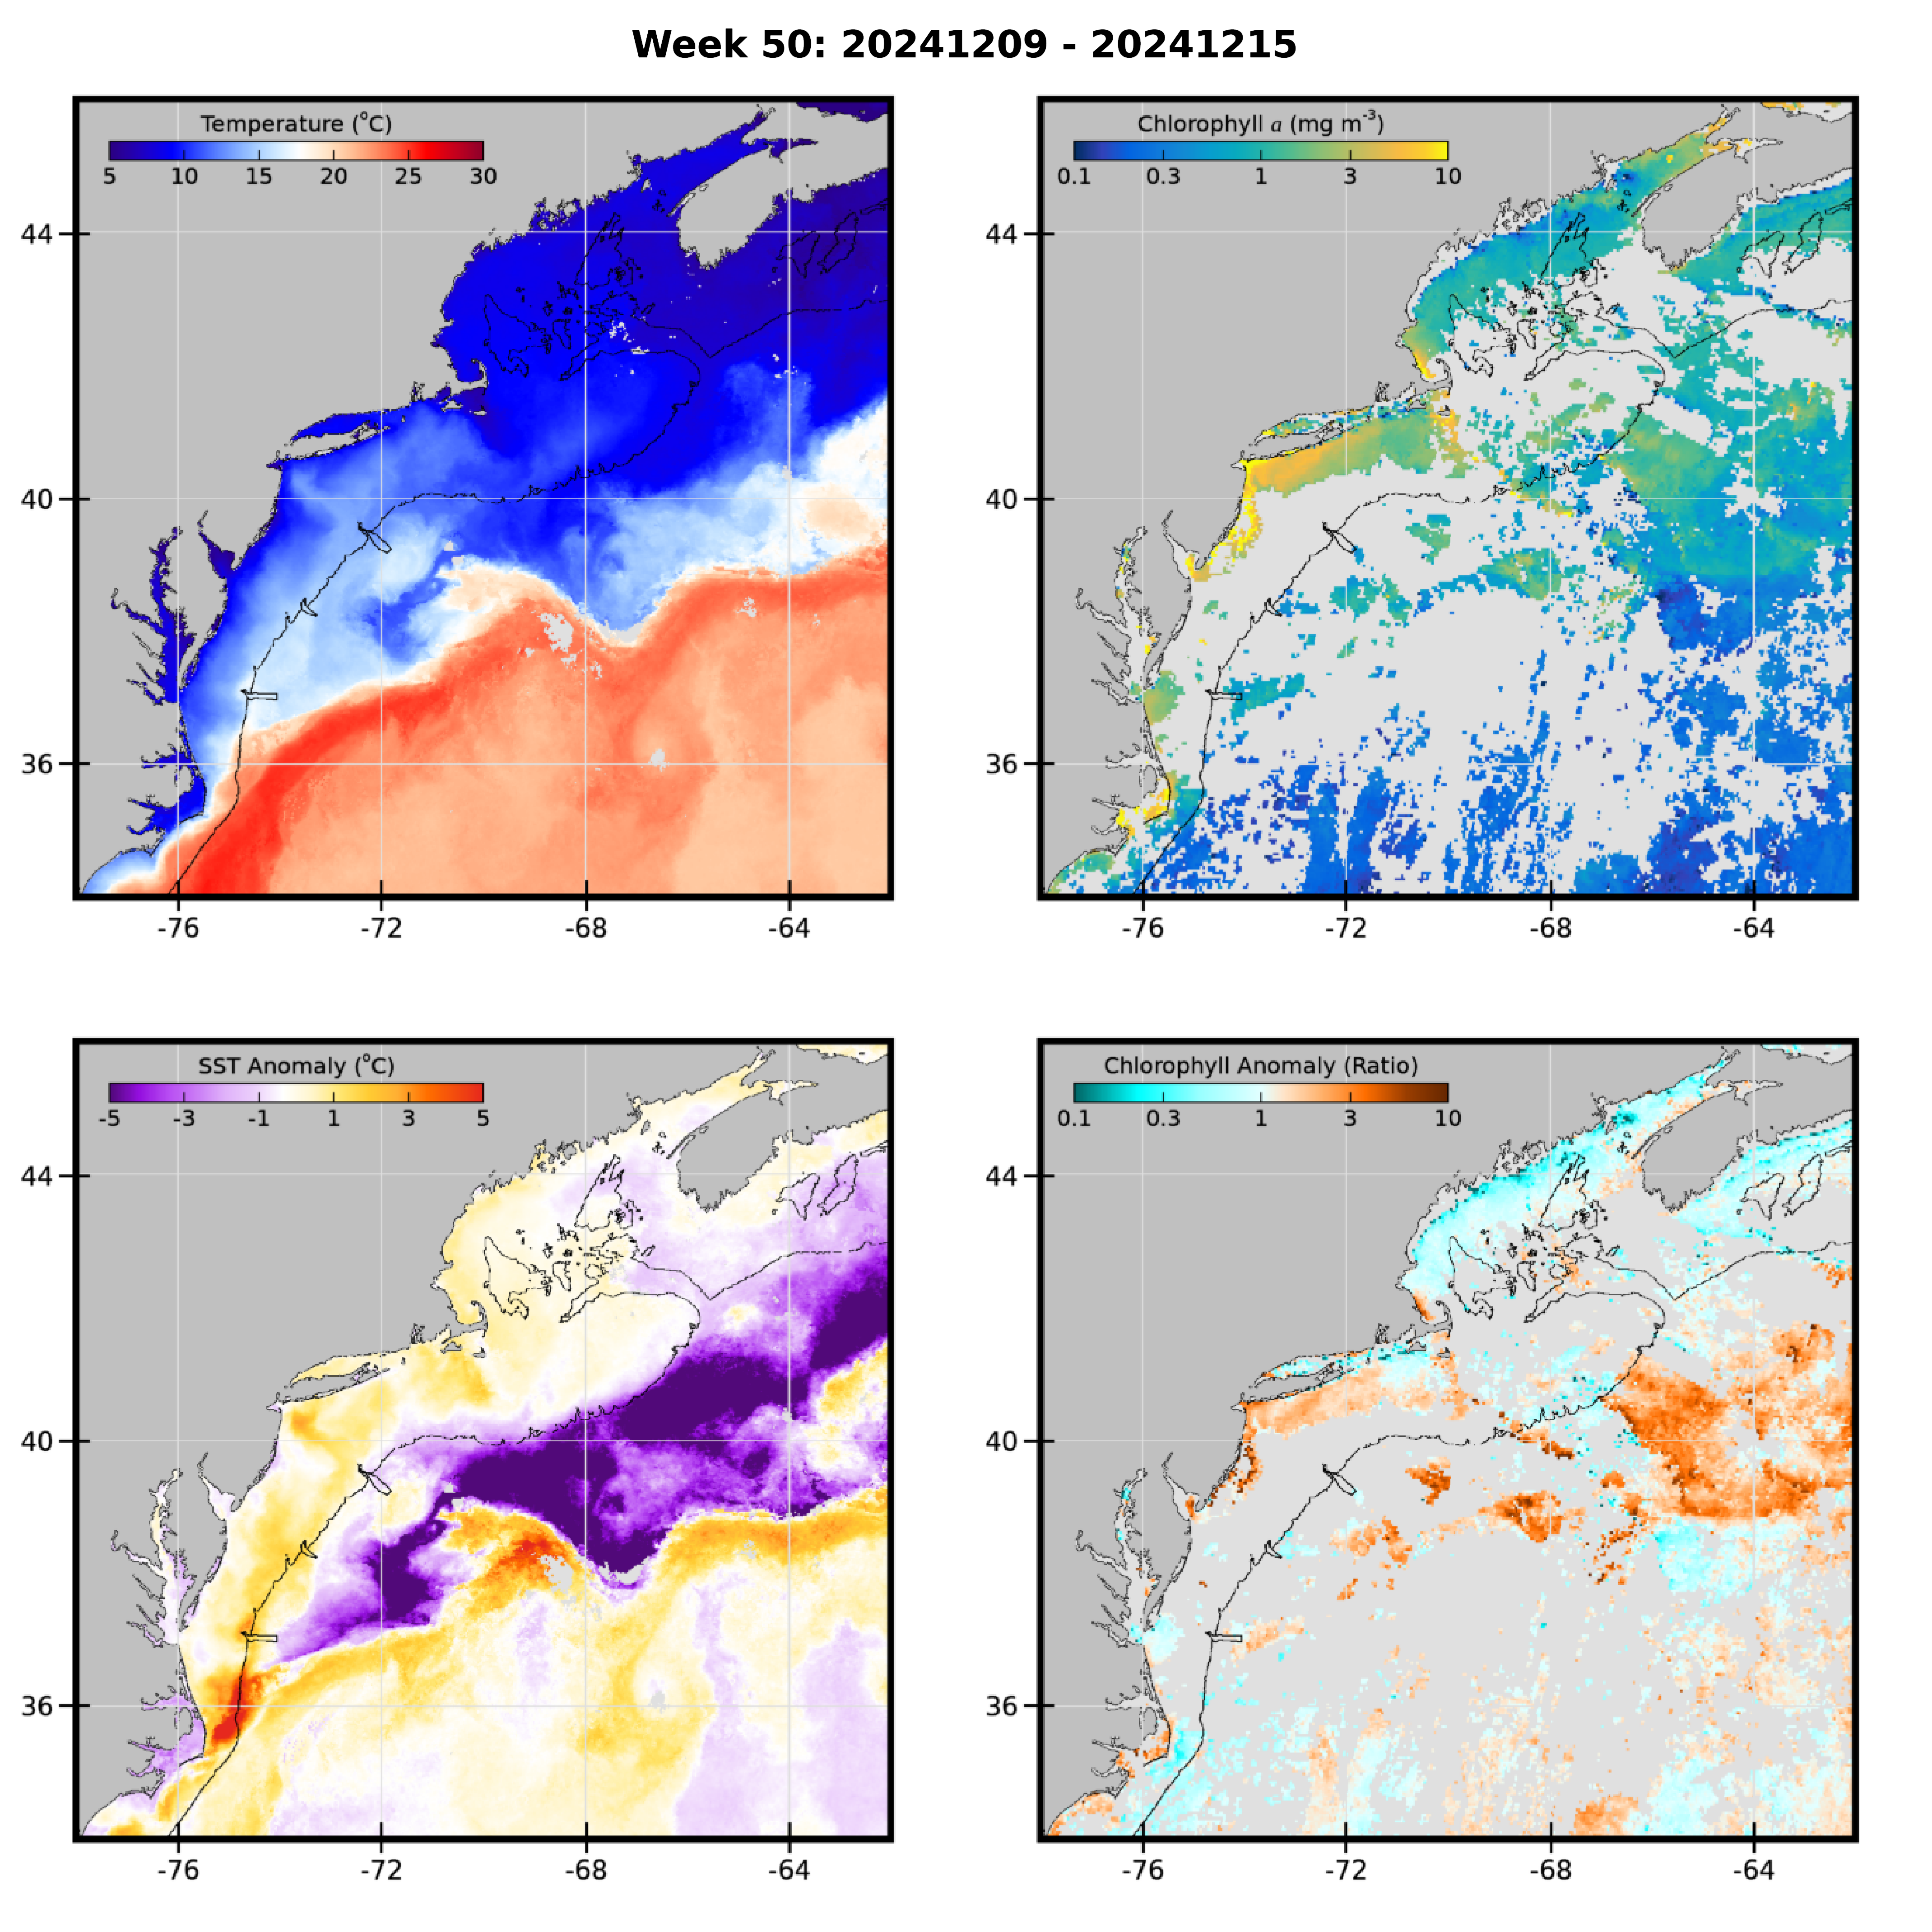 Week 50: 20241209 - 20241215
Temperature (°C)
5 10 15 20 25 30
44
40
36
-76 -72 -68 -64
Chlorophyll a (mg m⁻³)
0.1 0.3 1 3 10
44
40
36
-76 -72 -68 -64
SST Anomaly (°C)
-5 -3 -1 1 3 5
44
40
36
-76 -72 -68 -64
Chlorophyll Anomaly (Ratio)
0.1 0.3 1 3 10
44
40
36
-76 -72 -68 -64